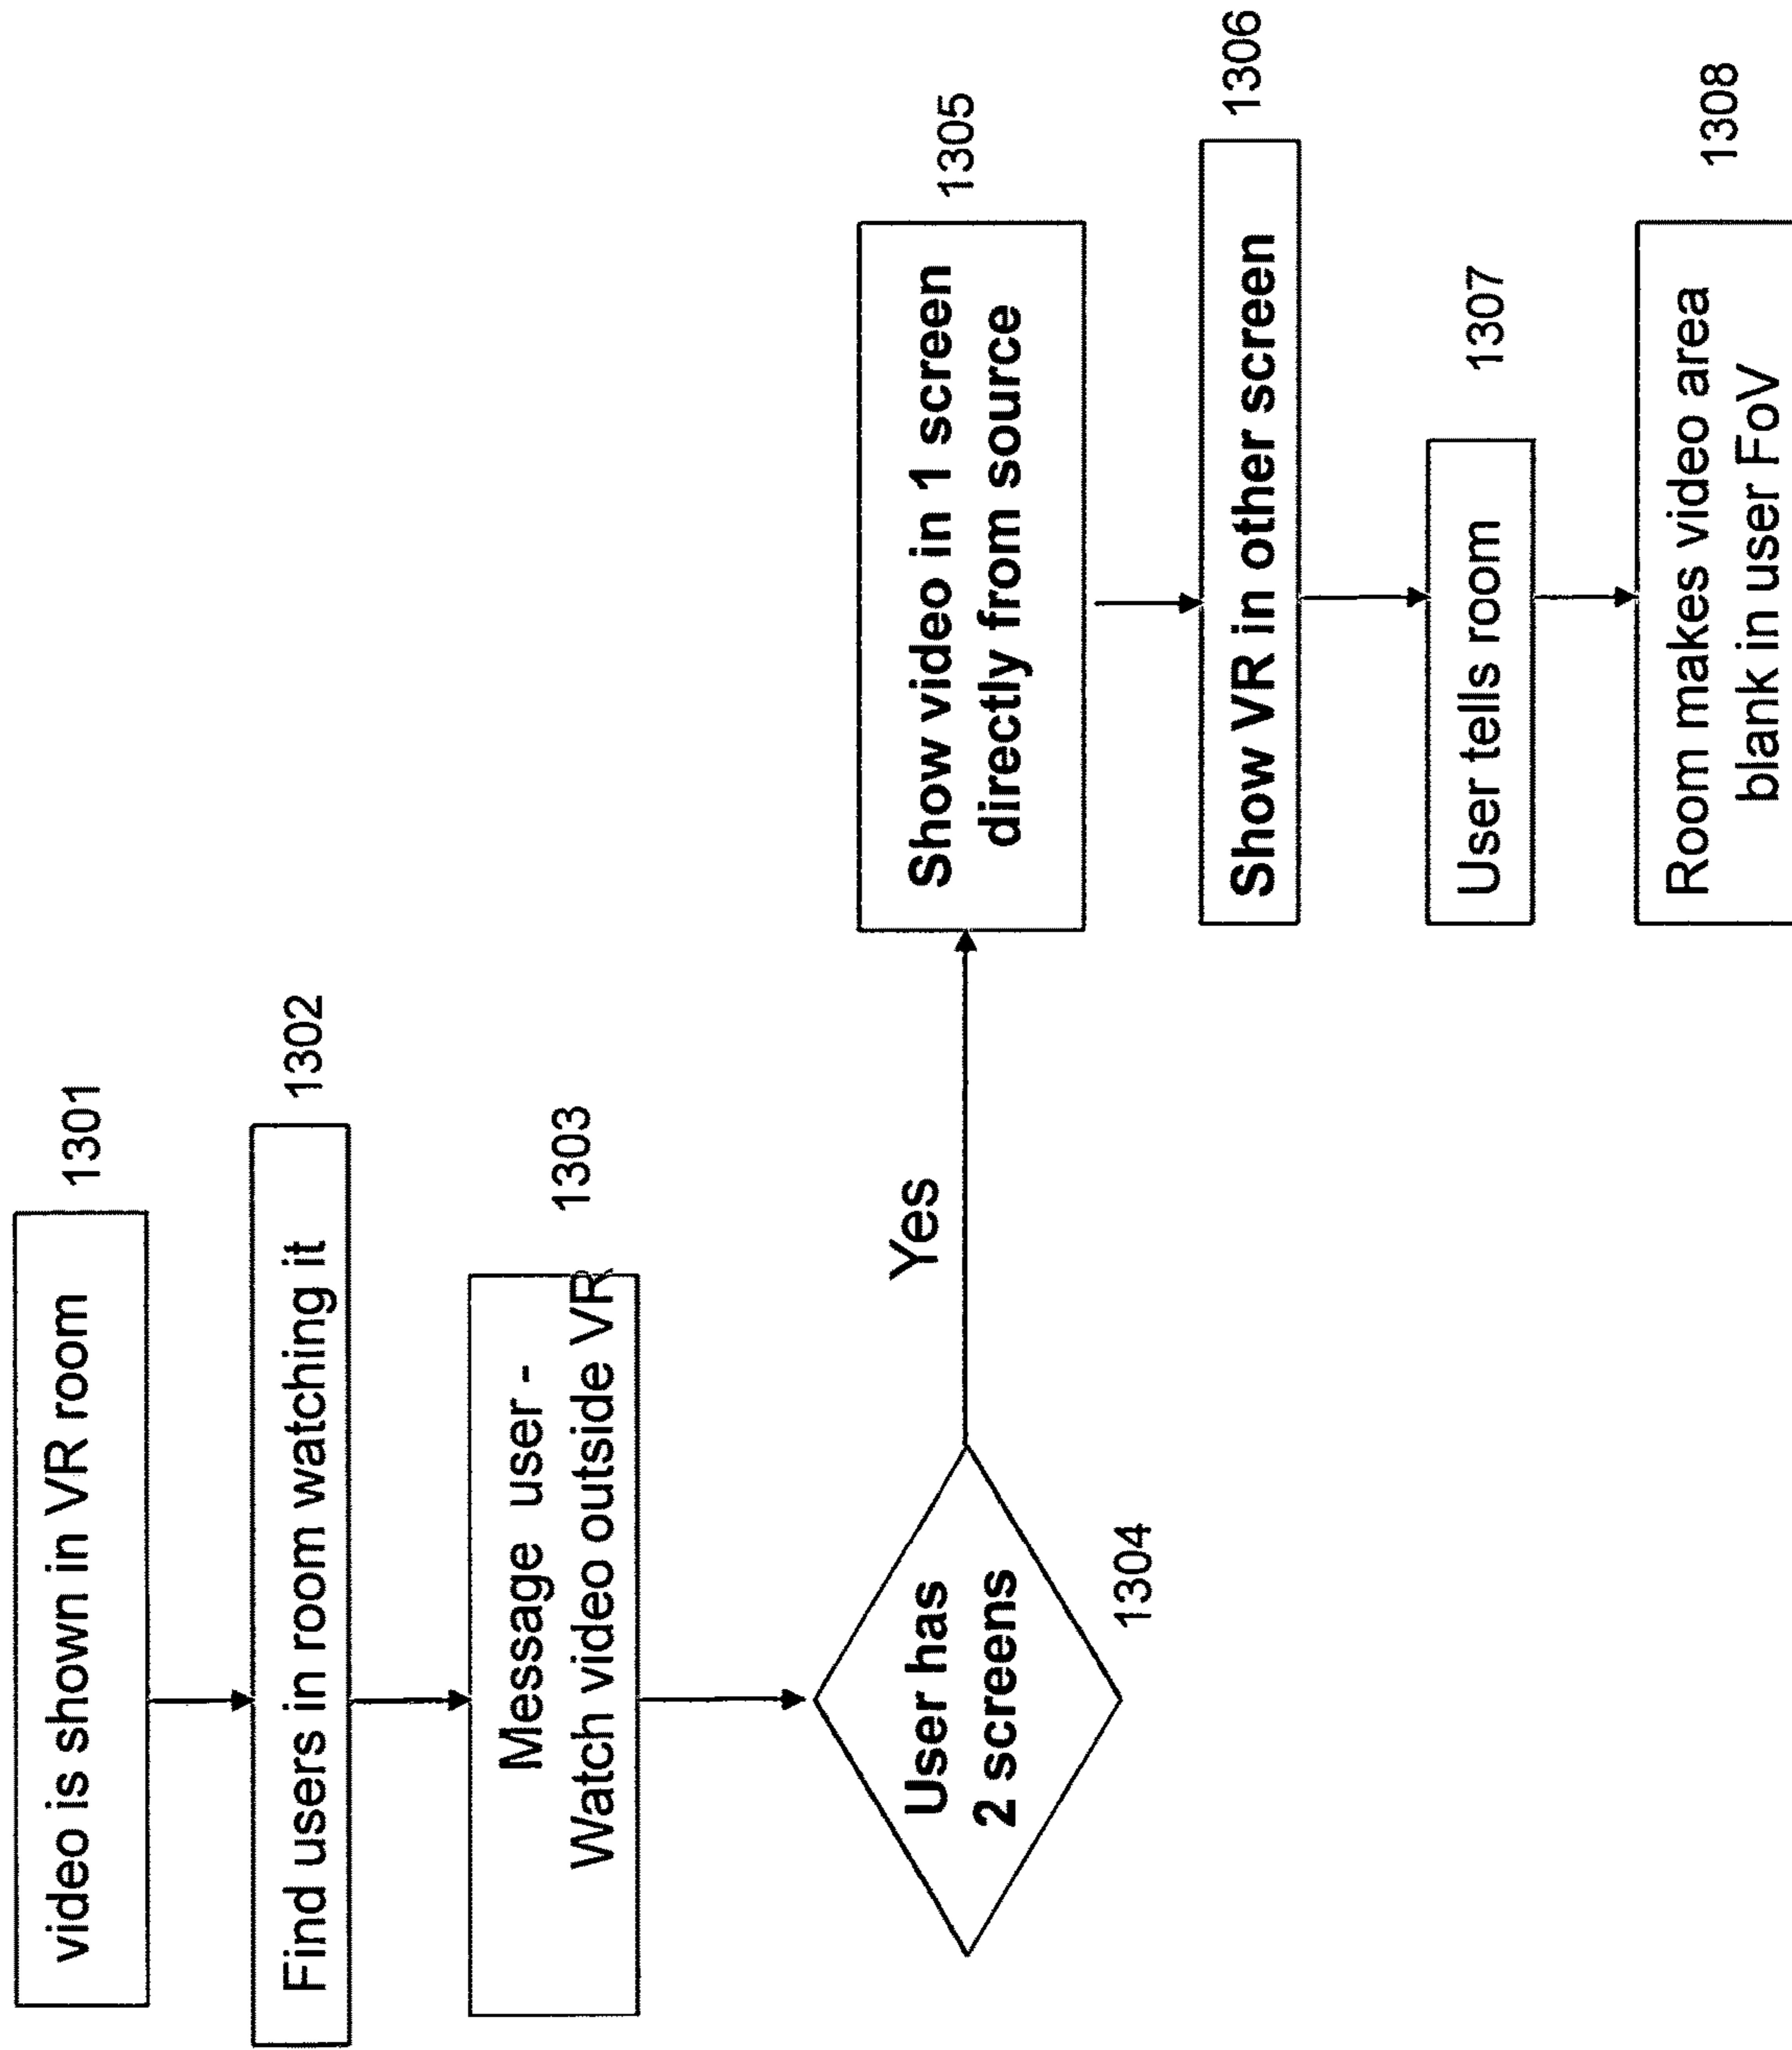 video is shown in VR room
1301
Find users in room watching it
1302
Message user -
Watch video outside VR
1303
User has
2 screens
1304
Yes
Show video in 1 screen
directly from source
1305
Show VR in other screen
1306
User tells room
1307
Room makes video area
blank in user FoV
1308